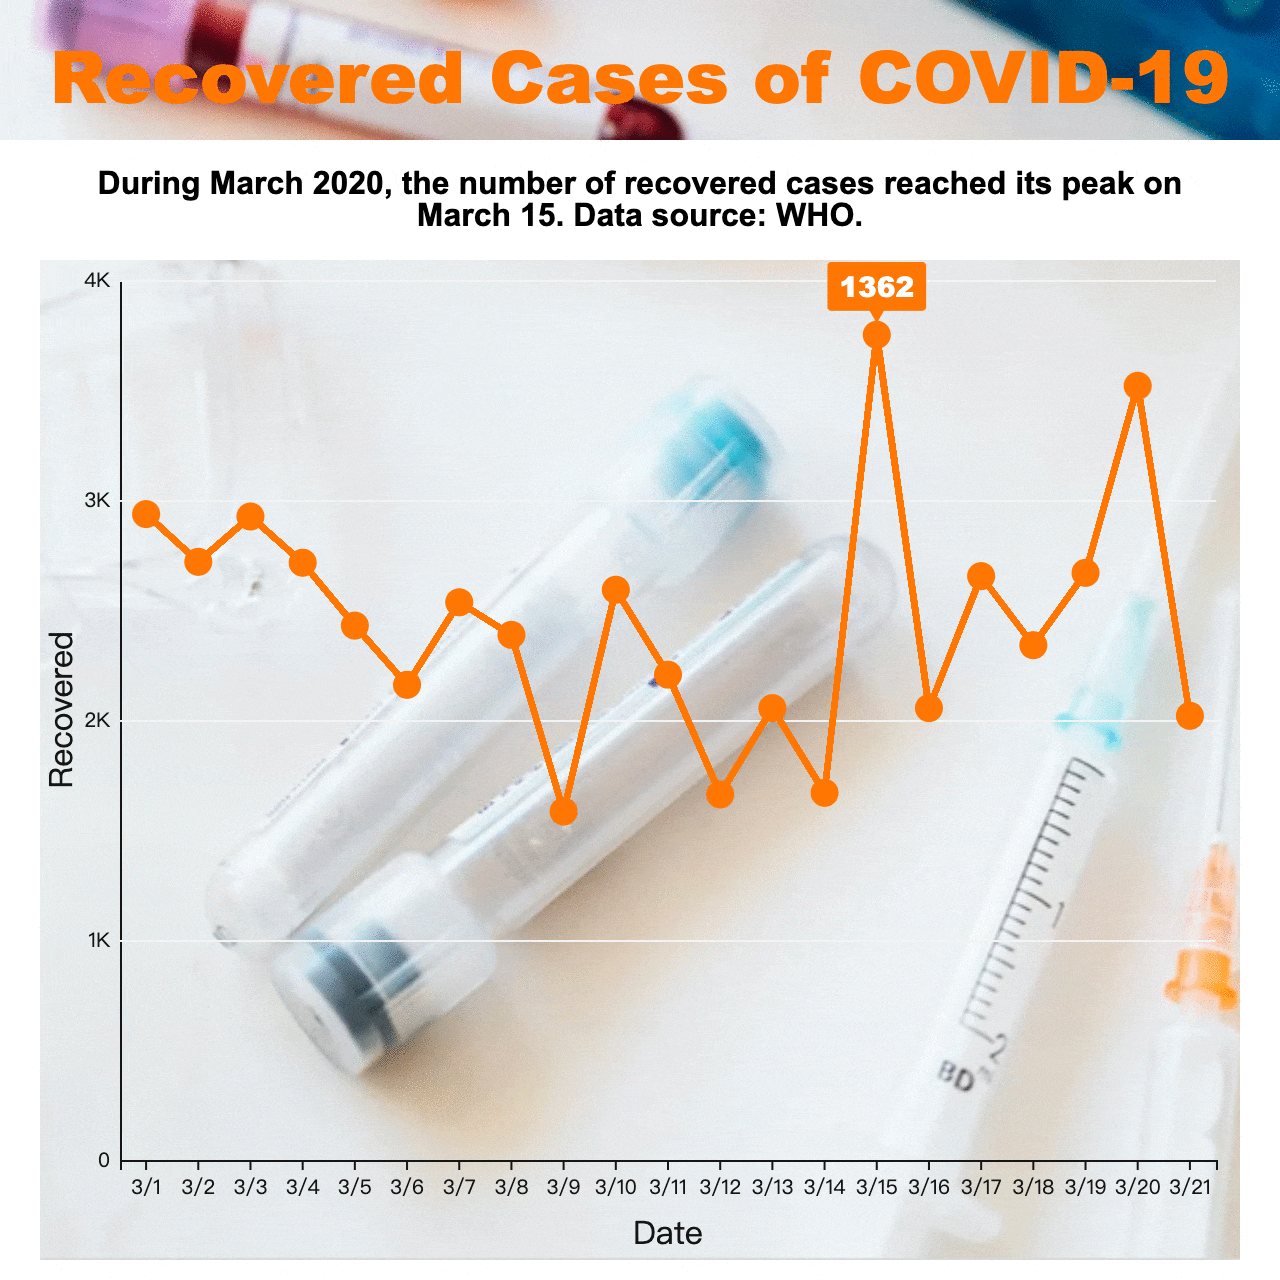 Recovered Cases of COVID-19
During March 2020, the number of recovered cases reached its peak on
March 15. Data source: WHO.
1362
4K
3K
2K
1K
0
Recovered
3/1 3/2 3/3 3/4 3/5 3/6 3/7 3/8 3/9 3/10 3/11 3/12 3/13 3/14 3/15 3/16 3/17 3/18 3/19 3/20 3/21
Date
1
2
BD